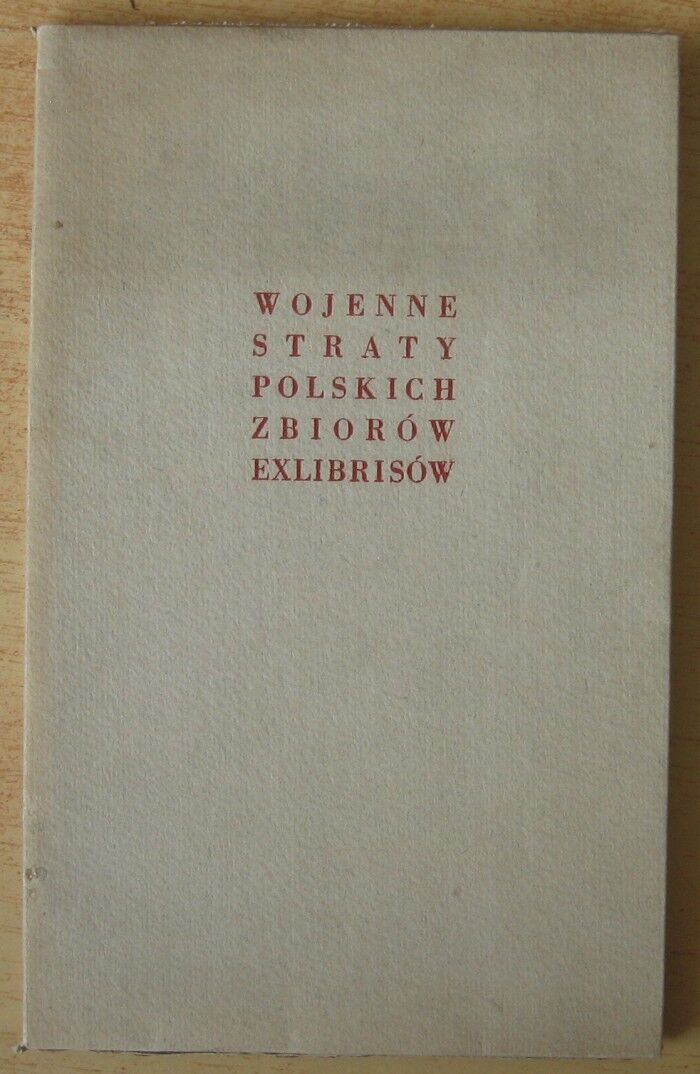 WOJENNE
STRATY
POLSKICH
ZBIORÓW
EXLIBRISÓW